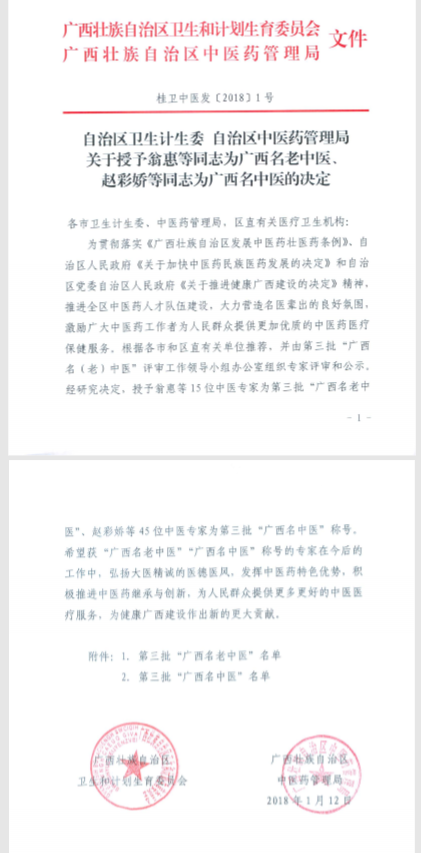 广西壮族自治区卫生和计划生育委员会
广西壮族自治区中医药管理局
文件
桂卫中医发〔2018〕1号
自治区卫生计生委 自治区中医药管理局
关于授予翁惠等同志为广西名老中医、
赵彩娇等同志为广西名中医的决定
各市卫生计生委、中医药管理局，区直有关医疗卫生机构：
为贯彻落实《广西壮族自治区发展中医药壮医药条例》、自
治区人民政府《关于加快中医药民族医药发展的决定》和自治
区党委自治区人民政府《关于推进健康广西建设的决定》精神，
推进全区中医药人才队伍建设，大力营造名医辈出的良好氛围，
激励广大中医药工作者为人民群众提供更加优质的中医药医疗
保健服务。根据各市和区直有关单位推荐，并由第三批“广西
名（老）中医”评审工作领导小组办公室组织专家评审和公示，
经研究决定，授予翁惠等15位中医专家为第三批“广西名老中
－1－
医”、赵彩娇等45位中医专家为第三批“广西名中医”称号。
希望获“广西名老中医”“广西名中医”称号的专家在今后的
工作中，弘扬大医精诚的医德医风，发挥中医药特色优势，积
极推进中医药继承与创新，为人民群众提供更多更好的中医医
疗服务，为健康广西建设作出新的更大贡献。
附件：1. 第三批“广西名老中医”名单
2. 第三批“广西名中医”名单
广西壮族自治区
卫生和计划生育委员会
广西壮族自治区
中医药管理局
2018年1月12日